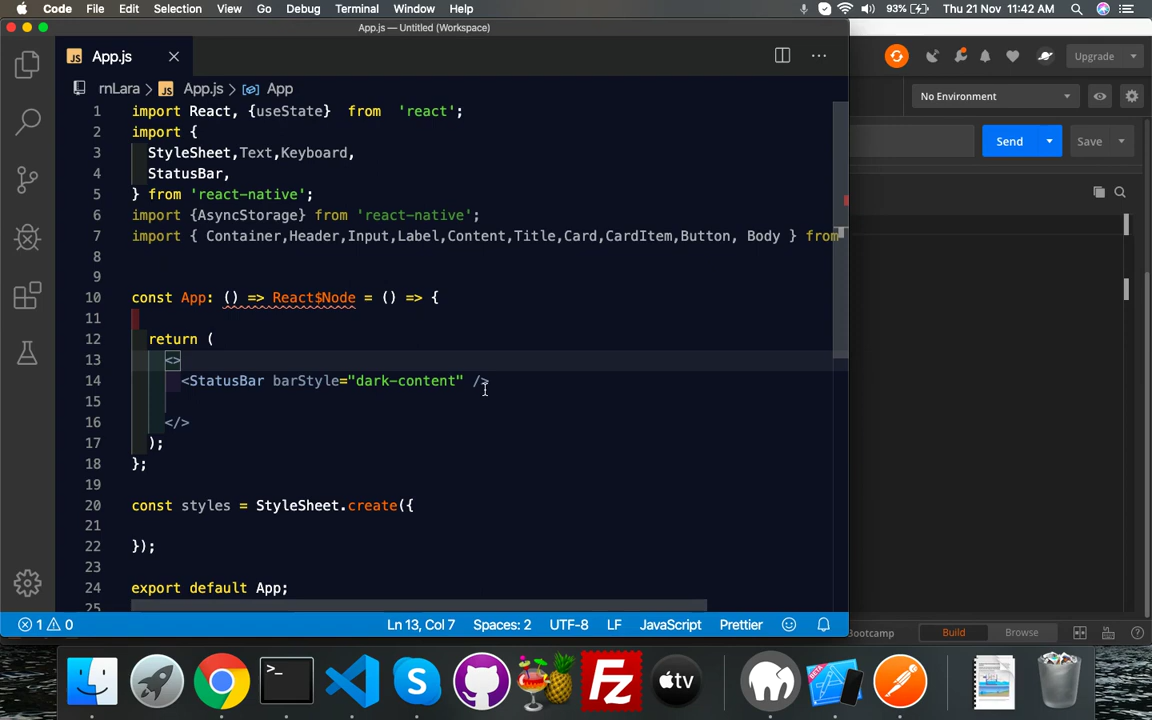 Code File Edit Selection View Go Debug Terminal Window Help 93% Thu 21 Nov 11:42 AM
App.js — Untitled (Workspace)
JS App.js
Upgrade
rnLara > JS App.js > App
No Environment
1 import React, {useState} from 'react';
2 import {
3 StyleSheet,Text,Keyboard,
4 StatusBar,
Send Save
5 } from 'react-native';
6 import {AsyncStorage} from 'react-native';
7 import { Container,Header,Input,Label,Content,Title,Card,CardItem,Button, Body } from
8
9
10 const App: () => React$Node = () => {
11
12 return (
13 <>
14 <StatusBar barStyle="dark-content" />
15
16 </>
17 );
18 };
19
20 const styles = StyleSheet.create({
21
22 });
23
24 export default App;
25
1 0 Ln 13, Col 7 Spaces: 2 UTF-8 LF JavaScript Prettier
Bootcamp Build Browse
>_
Fz
tv